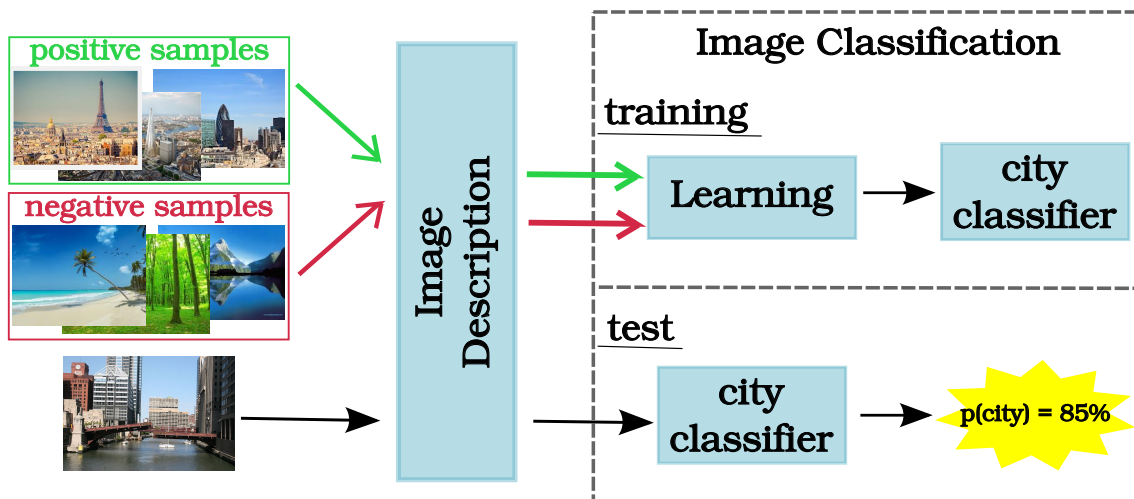 positive samples
negative samples
Image
Description
Image Classification
training
Learning
city
classifier
test
city
classifier
p(city) = 85%